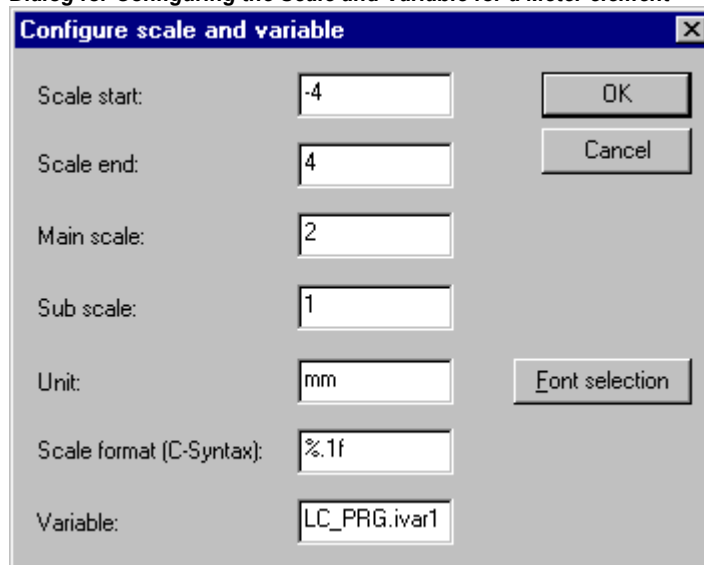 Dialog for Configuring the Scale and Variable for a Meter element
Configure scale and variable
Scale start: -4 OK
Scale end: 4 Cancel
Main scale: 2
Sub scale: 1
Unit: mm Font selection
Scale format (C-Syntax): %.1f
Variable: LC_PRG.ivar1